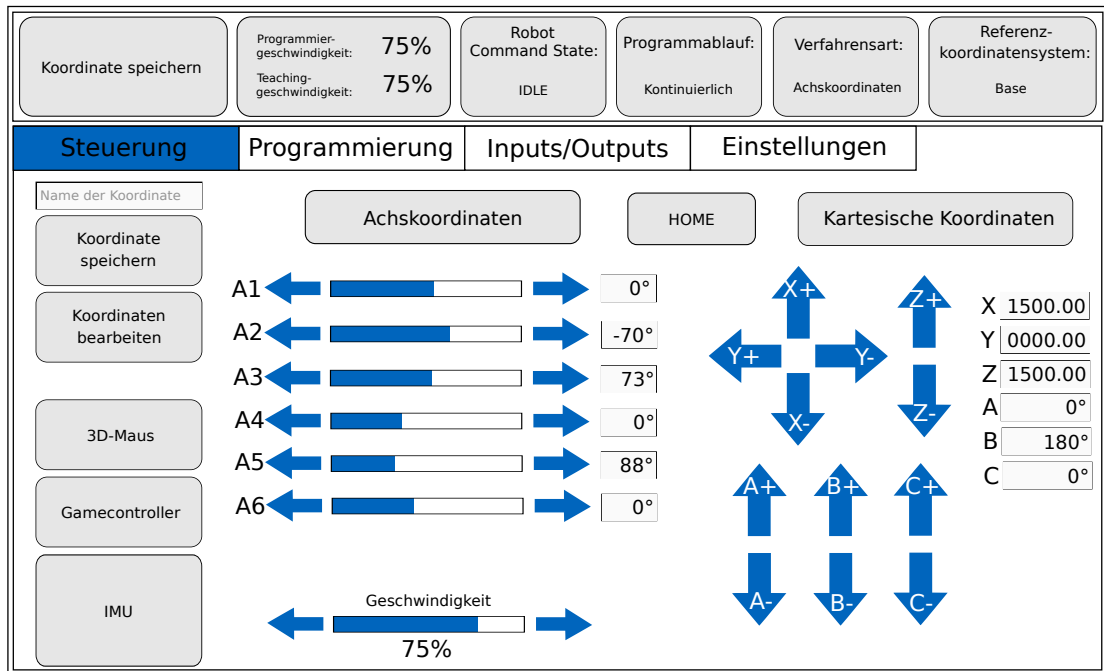 Koordinate speichern
Programmier-
geschwindigkeit:
75%
Teaching-
geschwindigkeit:
75%
Robot
Command State:
IDLE
Programmablauf:
Kontinuierlich
Verfahrensart:
Achskoordinaten
Referenz-
koordinatensystem:
Base
Steuerung
Programmierung
Inputs/Outputs
Einstellungen
Name der Koordinate
Koordinate
speichern
Koordinaten
bearbeiten
3D-Maus
Gamecontroller
IMU
Achskoordinaten
HOME
Kartesische Koordinaten
A1 0°
A2 -70°
A3 73°
A4 0°
A5 88°
A6 0°
Geschwindigkeit
75%
X+
Y+ Y-
X-
Z+
Z-
A+ B+ C+
A- B- C-
X 1500.00
Y 0000.00
Z 1500.00
A 0°
B 180°
C 0°